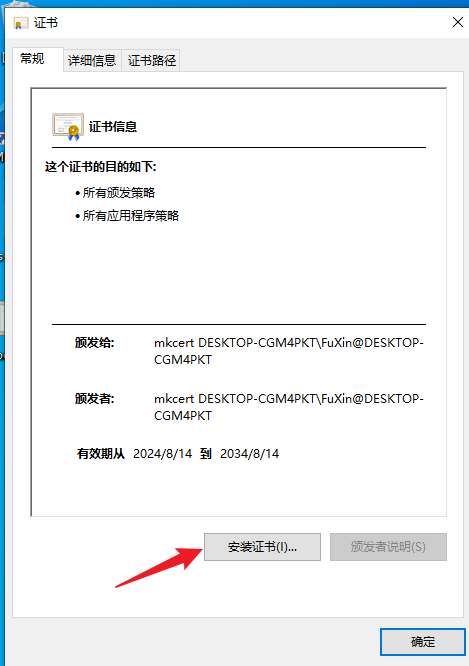 证书
常规 详细信息 证书路径
证书信息
这个证书的目的如下:
• 所有颁发策略
• 所有应用程序策略
颁发给: mkcert DESKTOP-CGM4PKT\FuXin@DESKTOP-
CGM4PKT
颁发者: mkcert DESKTOP-CGM4PKT\FuXin@DESKTOP-
CGM4PKT
有效期从 2024/8/14 到 2034/8/14
安装证书(I)... 颁发者说明(S)
确定